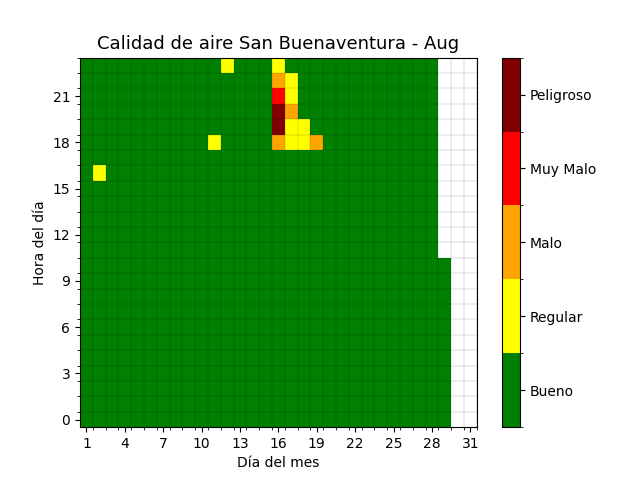 Calidad de aire San Buenaventura - Aug
Hora del día
21
18
15
12
9
6
3
0
1 4 7 10 13 16 19 22 25 28 31
Día del mes
Peligroso
Muy Malo
Malo
Regular
Bueno